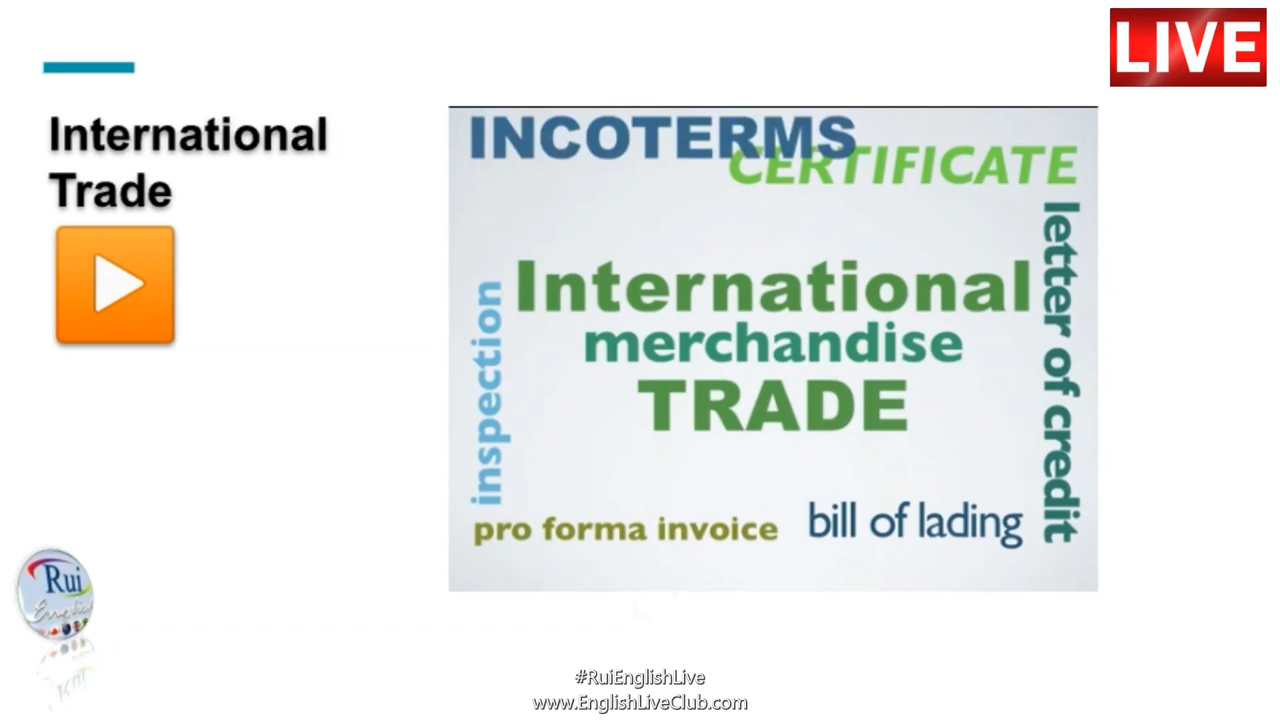 LIVE
International
Trade
INCOTERMS
CERTIFICATE
letter of credit
International
merchandise
TRADE
inspection
pro forma invoice
bill of lading
Rui
English
#RuiEnglishLive
www.EnglishLiveClub.com